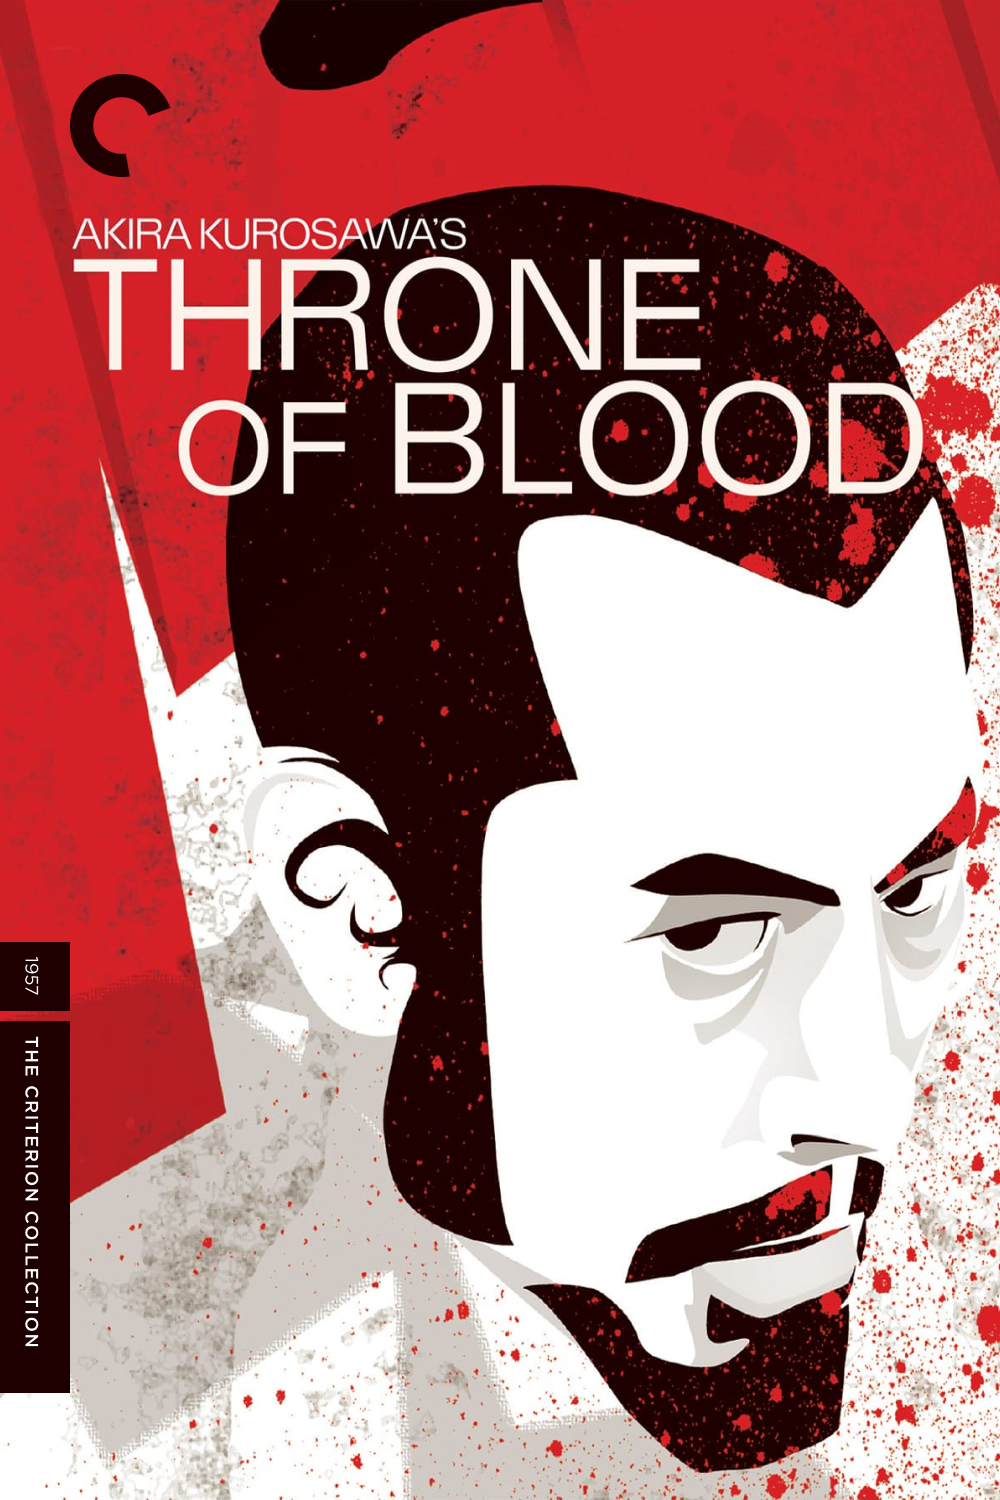 AKIRA KUROSAWA'S
THRONE
OF BLOOD
1957
THE CRITERION COLLECTION